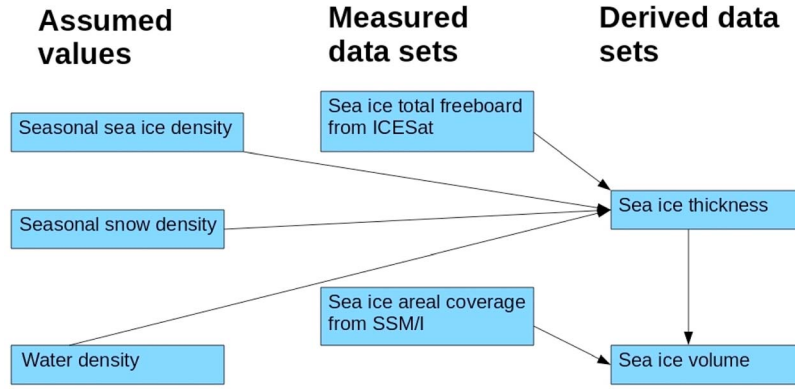 Assumed
values
Measured
data sets
Derived data
sets
Seasonal sea ice density
Sea ice total freeboard
from ICESat
Sea ice thickness
Seasonal snow density
Sea ice areal coverage
from SSM/I
Water density
Sea ice volume